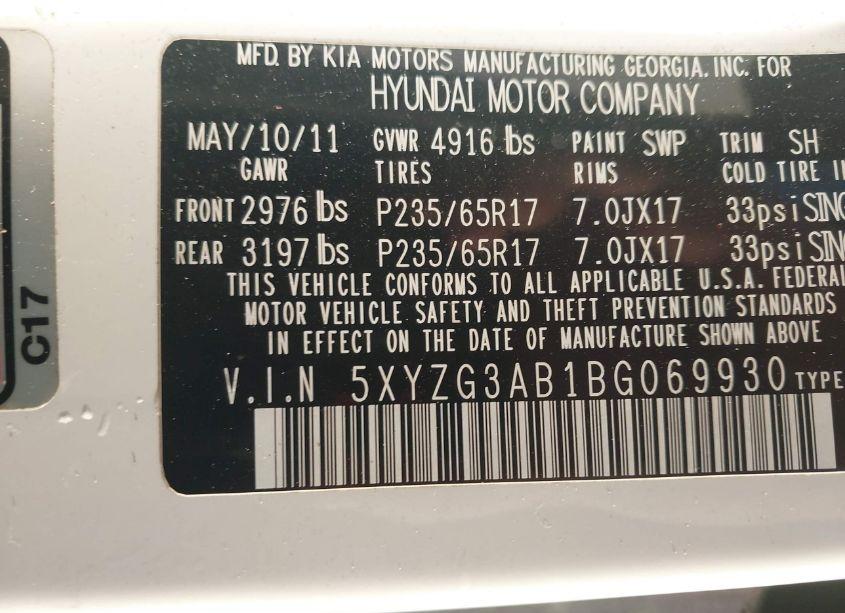 MFD. BY KIA MOTORS MANUFACTURING GEORGIA, INC. FOR
HYUNDAI MOTOR COMPANY
MAY/10/11 GVWR 4916 lbs PAINT SWP TRIM SH
GAWR TIRES RIMS COLD TIRE IN
FRONT 2976 lbs P235/65R17 7.0JX17 33psi SING
REAR 3197 lbs P235/65R17 7.0JX17 33psi SING
THIS VEHICLE CONFORMS TO ALL APPLICABLE U.S.A. FEDERAL
MOTOR VEHICLE SAFETY AND THEFT PREVENTION STANDARDS
IN EFFECT ON THE DATE OF MANUFACTURE SHOWN ABOVE
V.I.N 5XYZG3AB1BG069930 TYPE
C17